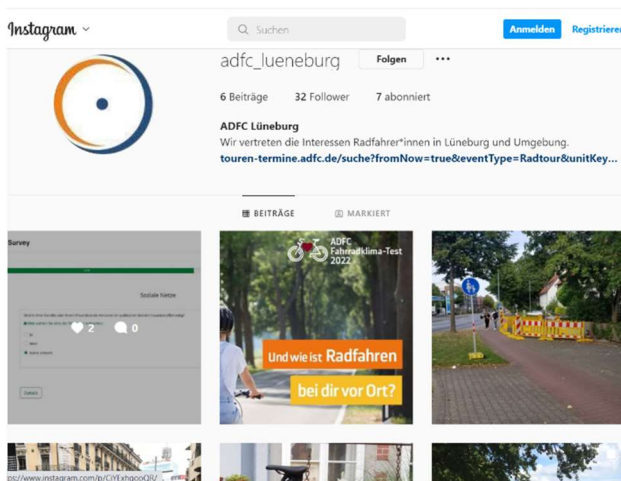 Instagram
Suchen
Anmelden
Registrieren
adfc_lueneburg
Folgen
6 Beiträge 32 Follower 7 abonniert
ADFC Lüneburg
Wir vertreten die Interessen Radfahrer*innen in Lüneburg und Umgebung.
touren-termine.adfc.de/suche?fromNow=true&eventType=Radtour&unitKey...
BEITRÄGE
MARKIERT
Survey
Soziale Netze
2 0
Zurück
ADFC
Fahrradklima-Test
2022
Und wie ist Radfahren
bei dir vor Ort?